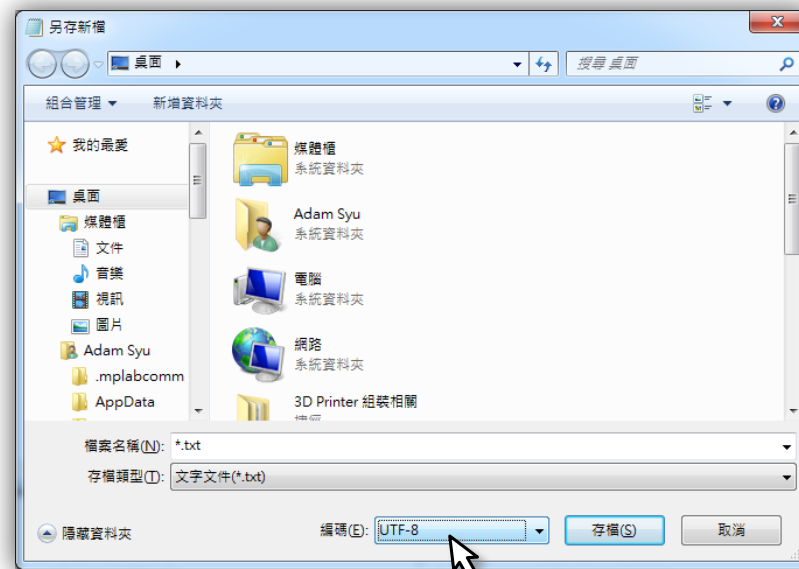 另存新檔
桌面
搜尋 桌面
組合管理 新增資料夾
我的最愛
桌面
媒體櫃
文件
音樂
視訊
圖片
Adam Syu
.mplabcomm
AppData
媒體櫃
系統資料夾
Adam Syu
系統資料夾
電腦
系統資料夾
網路
系統資料夾
3D Printer 組裝相關
檔案名稱(N): *.txt
存檔類型(T): 文字文件(*.txt)
隱藏資料夾 編碼(E): UTF-8 存檔(S) 取消